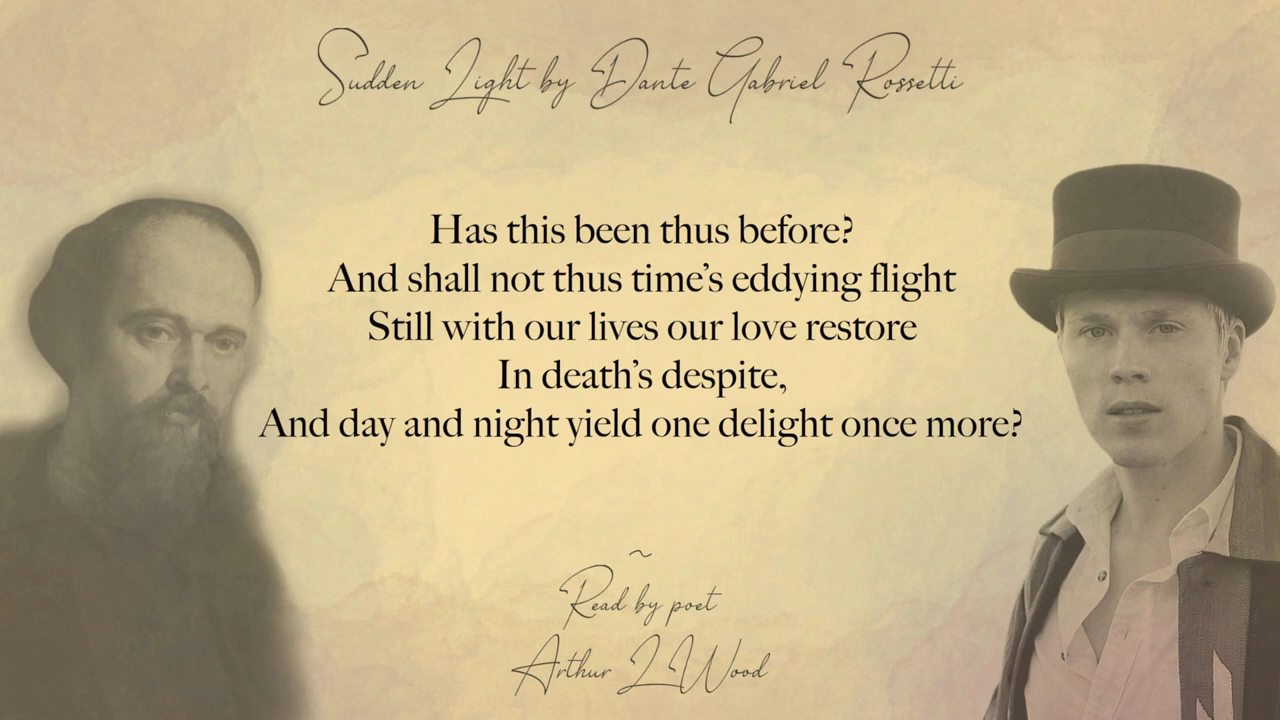 Sudden Light by Dante Gabriel Rossetti
Has this been thus before?
And shall not thus time’s eddying flight
Still with our lives our love restore
In death’s despite,
And day and night yield one delight once more?
~
Read by poet
Arthur L Wood